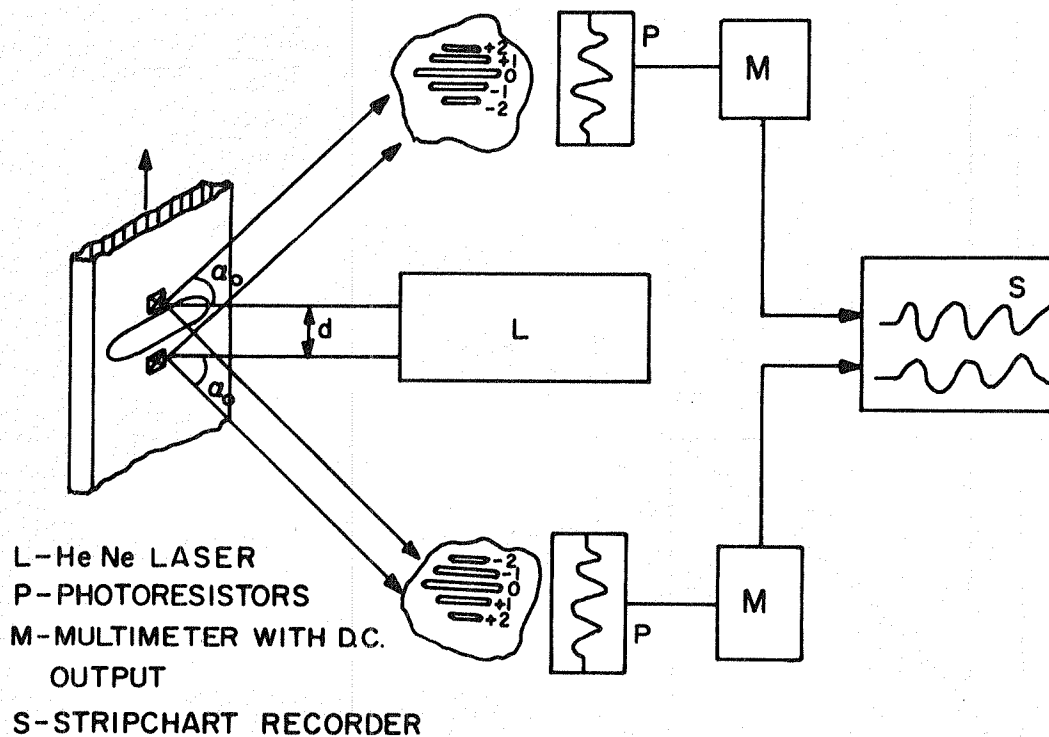 +2
+1
0
-1
-2
P
M
α₀
d
L
S
α₀
-2
-1
0
+1
+2
P
M
L-He Ne LASER
P-PHOTORESISTORS
M-MULTIMETER WITH D.C.
OUTPUT
S-STRIPCHART RECORDER